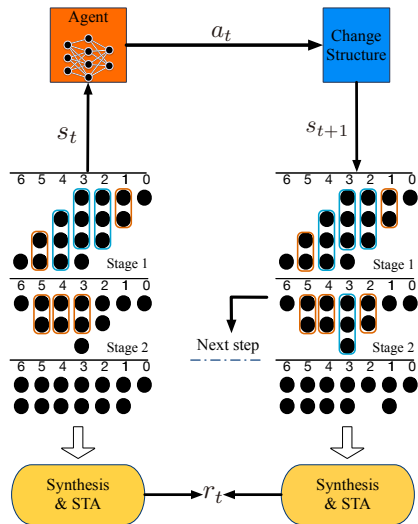 Agent
a_t
Change
Structure
s_t
s_{t+1}
6 5 4 3 2 1 0
6 5 4 3 2 1 0
Stage 1
Stage 1
6 5 4 3 2 1 0
6 5 4 3 2 1 0
Next step
Stage 2
Stage 2
6 5 4 3 2 1 0
6 5 4 3 2 1 0
Synthesis
& STA
r_t
Synthesis
& STA